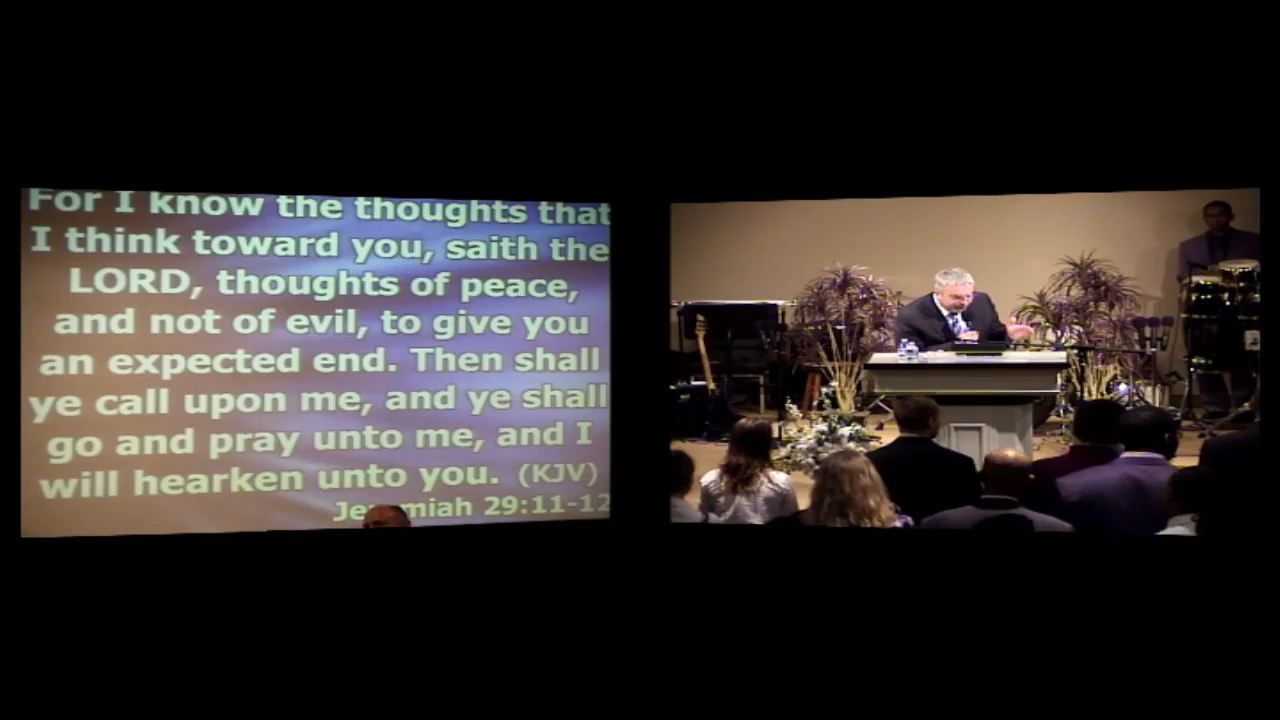 For I know the thoughts that
I think toward you, saith the
LORD, thoughts of peace,
and not of evil, to give you
an expected end. Then shall
ye call upon me, and ye shall
go and pray unto me, and I
will hearken unto you. (KJV)
Jeremiah 29:11-12